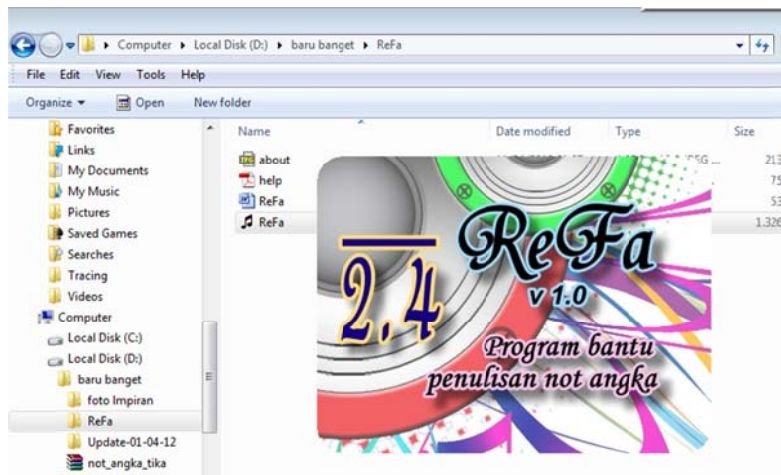 Computer ▸ Local Disk (D:) ▸ baru banget ▸ ReFa
File Edit View Tools Help
Organize Open New folder
Favorites
Links
My Documents
My Music
Pictures
Saved Games
Searches
Tracing
Videos
Computer
Local Disk (C:)
Local Disk (D:)
baru banget
foto Impiran
ReFa
Update-01-04-12
not_angka_tika
Name Date modified Type Size
about 213
help 75
ReFa 53
ReFa 1.326
2.4
ReFa
v 1.0
Program bantu
penulisan not angka